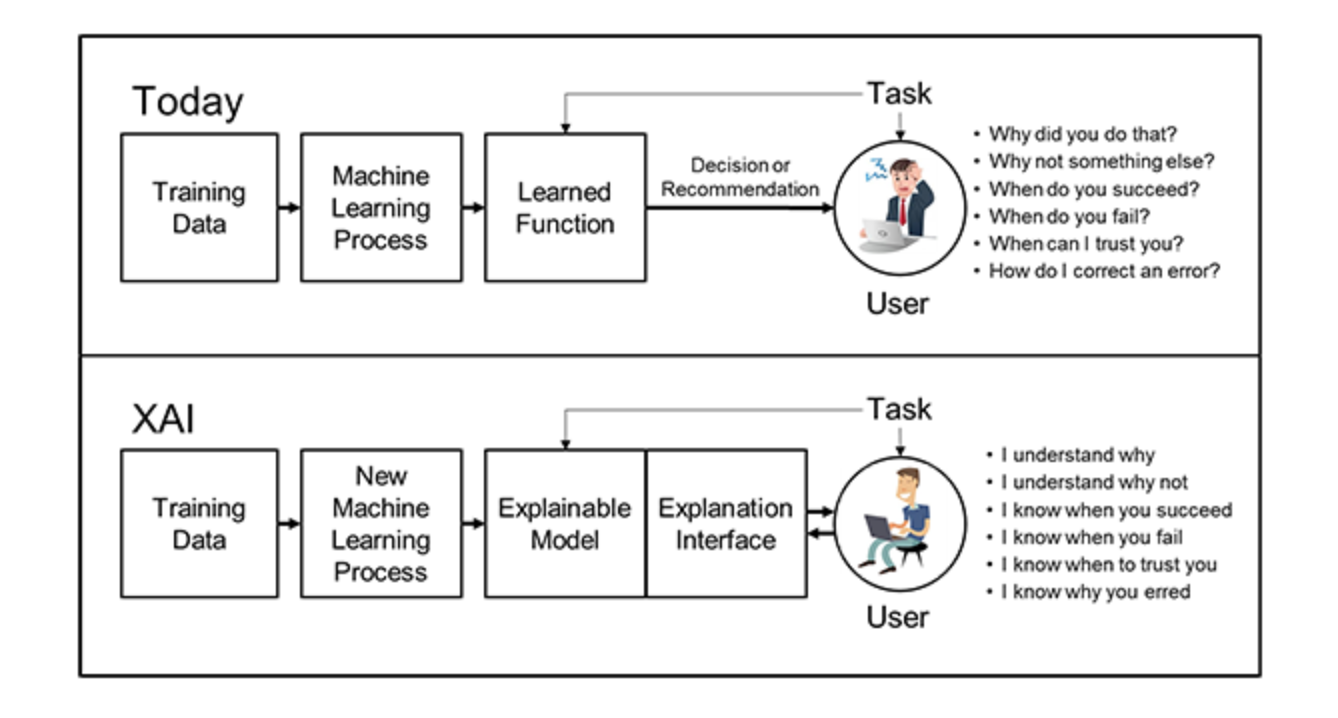 Today
Training
Data
Machine
Learning
Process
Learned
Function
Decision or
Recommendation
Task
User
• Why did you do that?
• Why not something else?
• When do you succeed?
• When do you fail?
• When can I trust you?
• How do I correct an error?
XAI
Training
Data
New
Machine
Learning
Process
Explainable
Model
Explanation
Interface
Task
User
• I understand why
• I understand why not
• I know when you succeed
• I know when you fail
• I know when to trust you
• I know why you erred